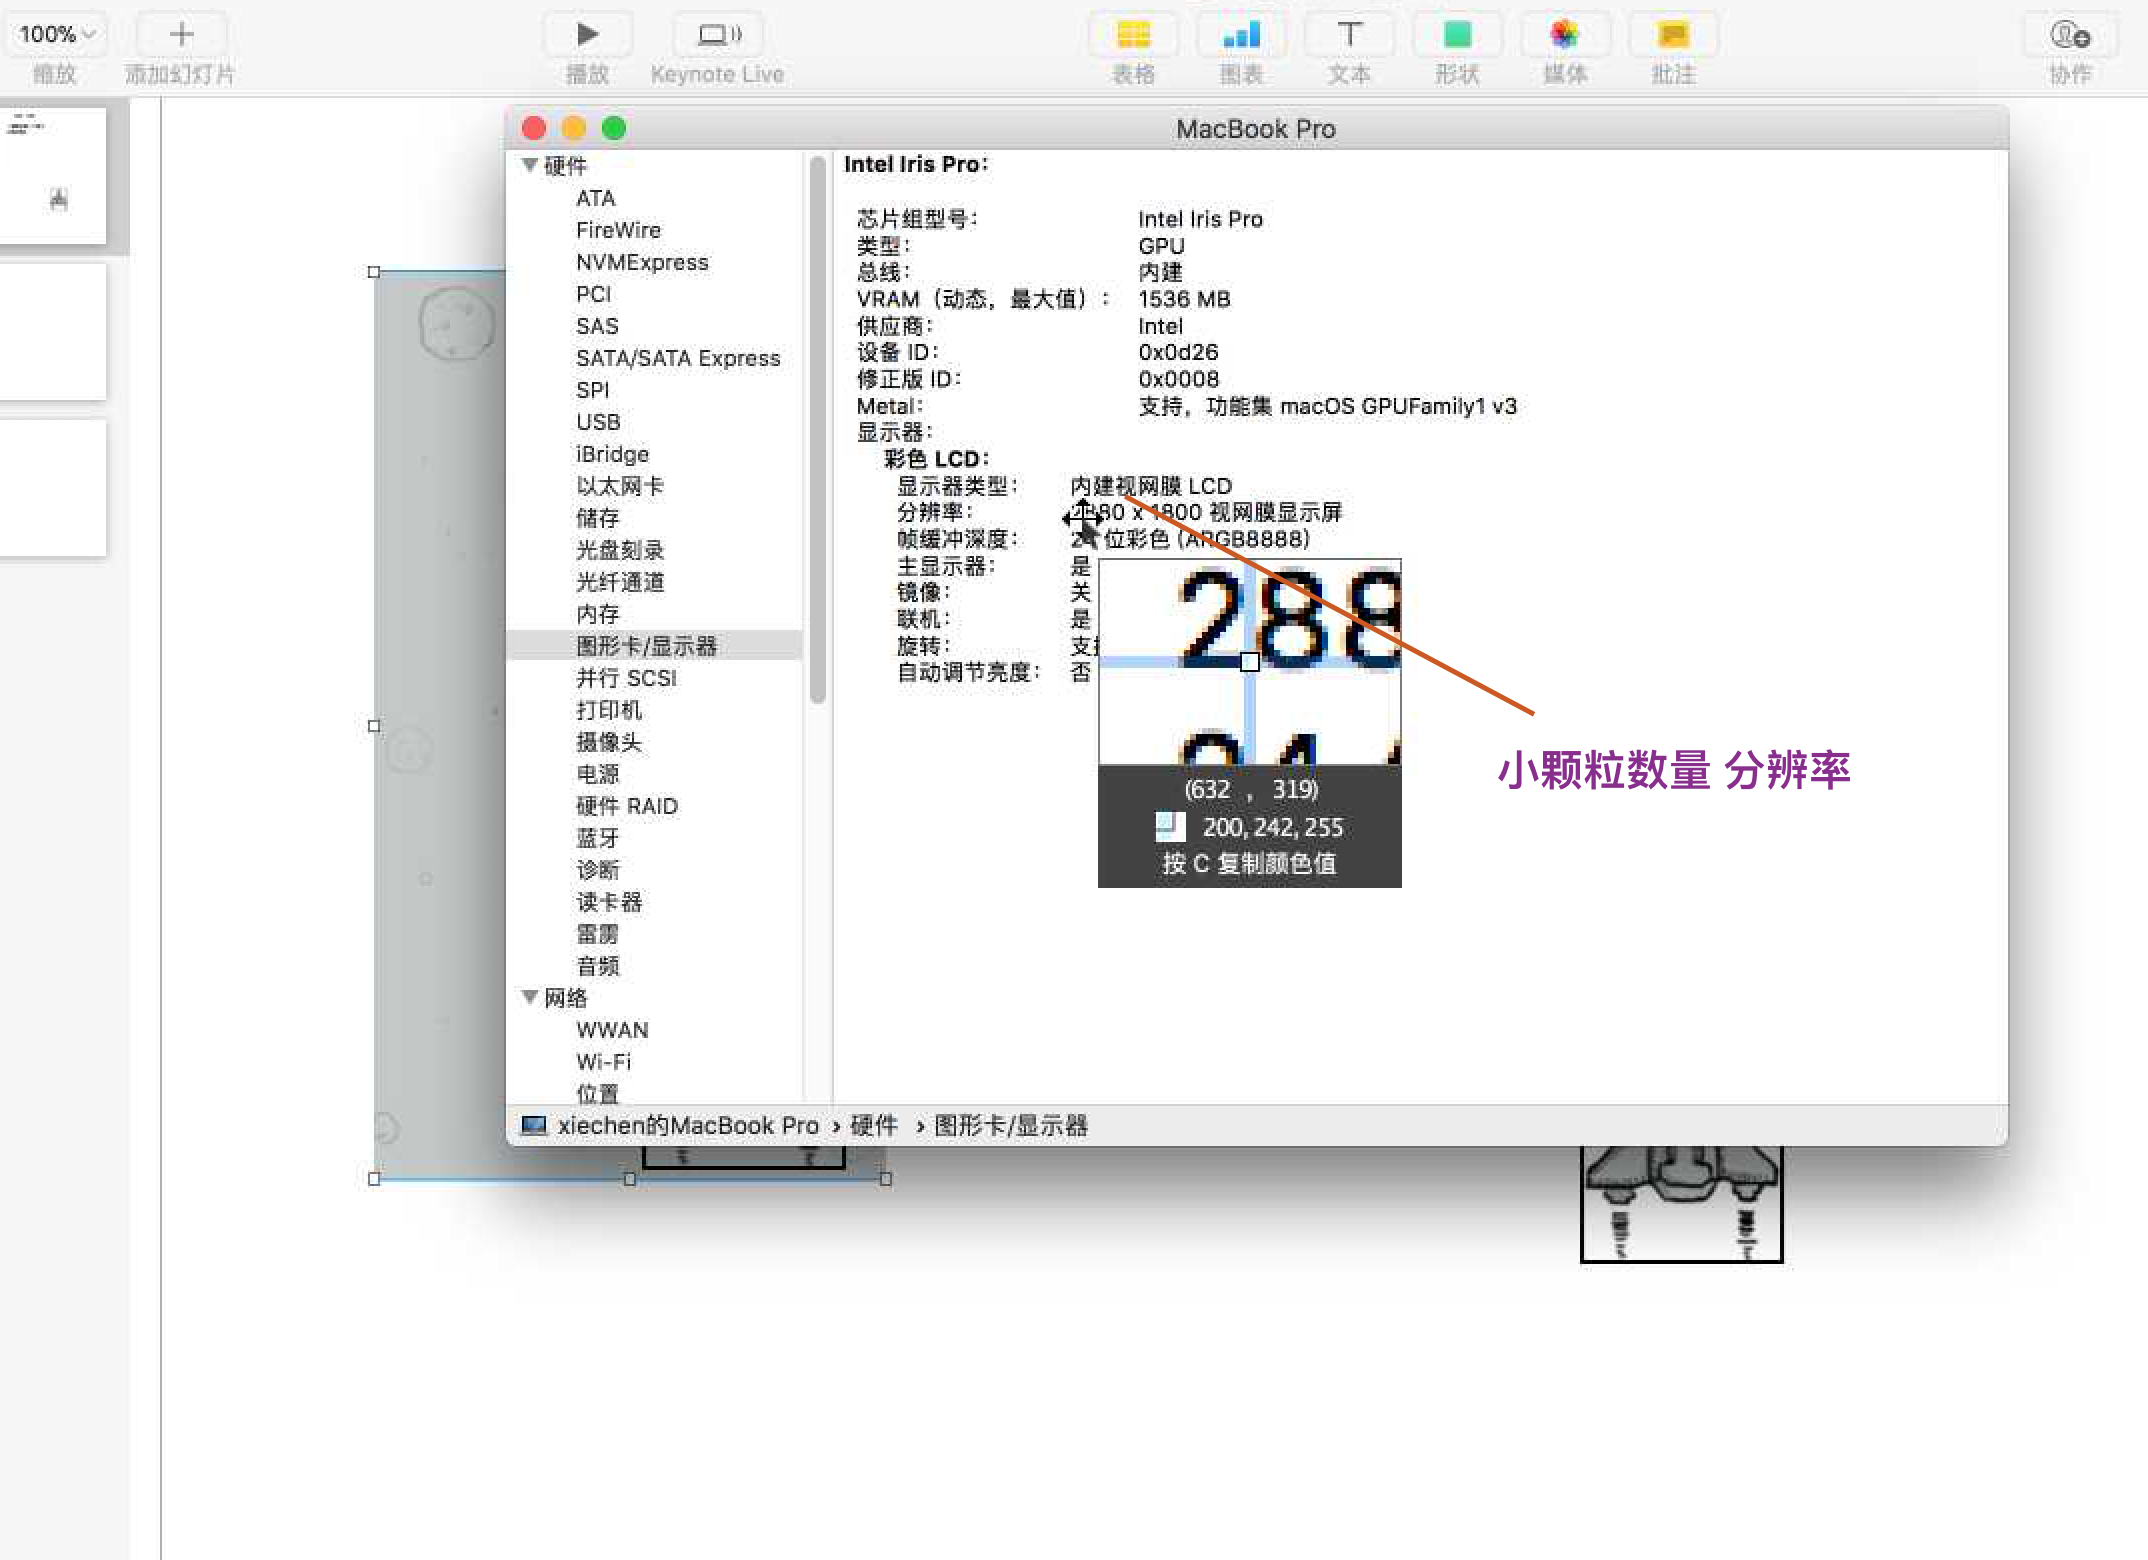 100%
缩放
添加幻灯片
播放
Keynote Live
表格
图表
文本
形状
媒体
批注
协作
MacBook Pro
硬件
ATA
FireWire
NVMExpress
PCI
SAS
SATA/SATA Express
SPI
USB
iBridge
以太网卡
储存
光盘刻录
光纤通道
内存
图形卡/显示器
并行 SCSI
打印机
摄像头
电源
硬件 RAID
蓝牙
诊断
读卡器
雷雳
音频
网络
WWAN
Wi-Fi
位置
Intel Iris Pro：
芯片组型号： Intel Iris Pro
类型： GPU
总线： 内建
VRAM（动态，最大值）： 1536 MB
供应商： Intel
设备 ID： 0x0d26
修正版 ID： 0x0008
Metal： 支持，功能集 macOS GPUFamily1 v3
显示器：
彩色 LCD：
显示器类型： 内建视网膜 LCD
分辨率： 2880 x 1800 视网膜显示屏
帧缓冲深度： 位彩色 (ARGB8888)
主显示器： 是
镜像： 关
联机： 是
旋转： 支
自动调节亮度： 否
288
(632 , 319)
200, 242, 255
按 C 复制颜色值
小颗粒数量 分辨率
xiechen的MacBook Pro › 硬件 › 图形卡/显示器